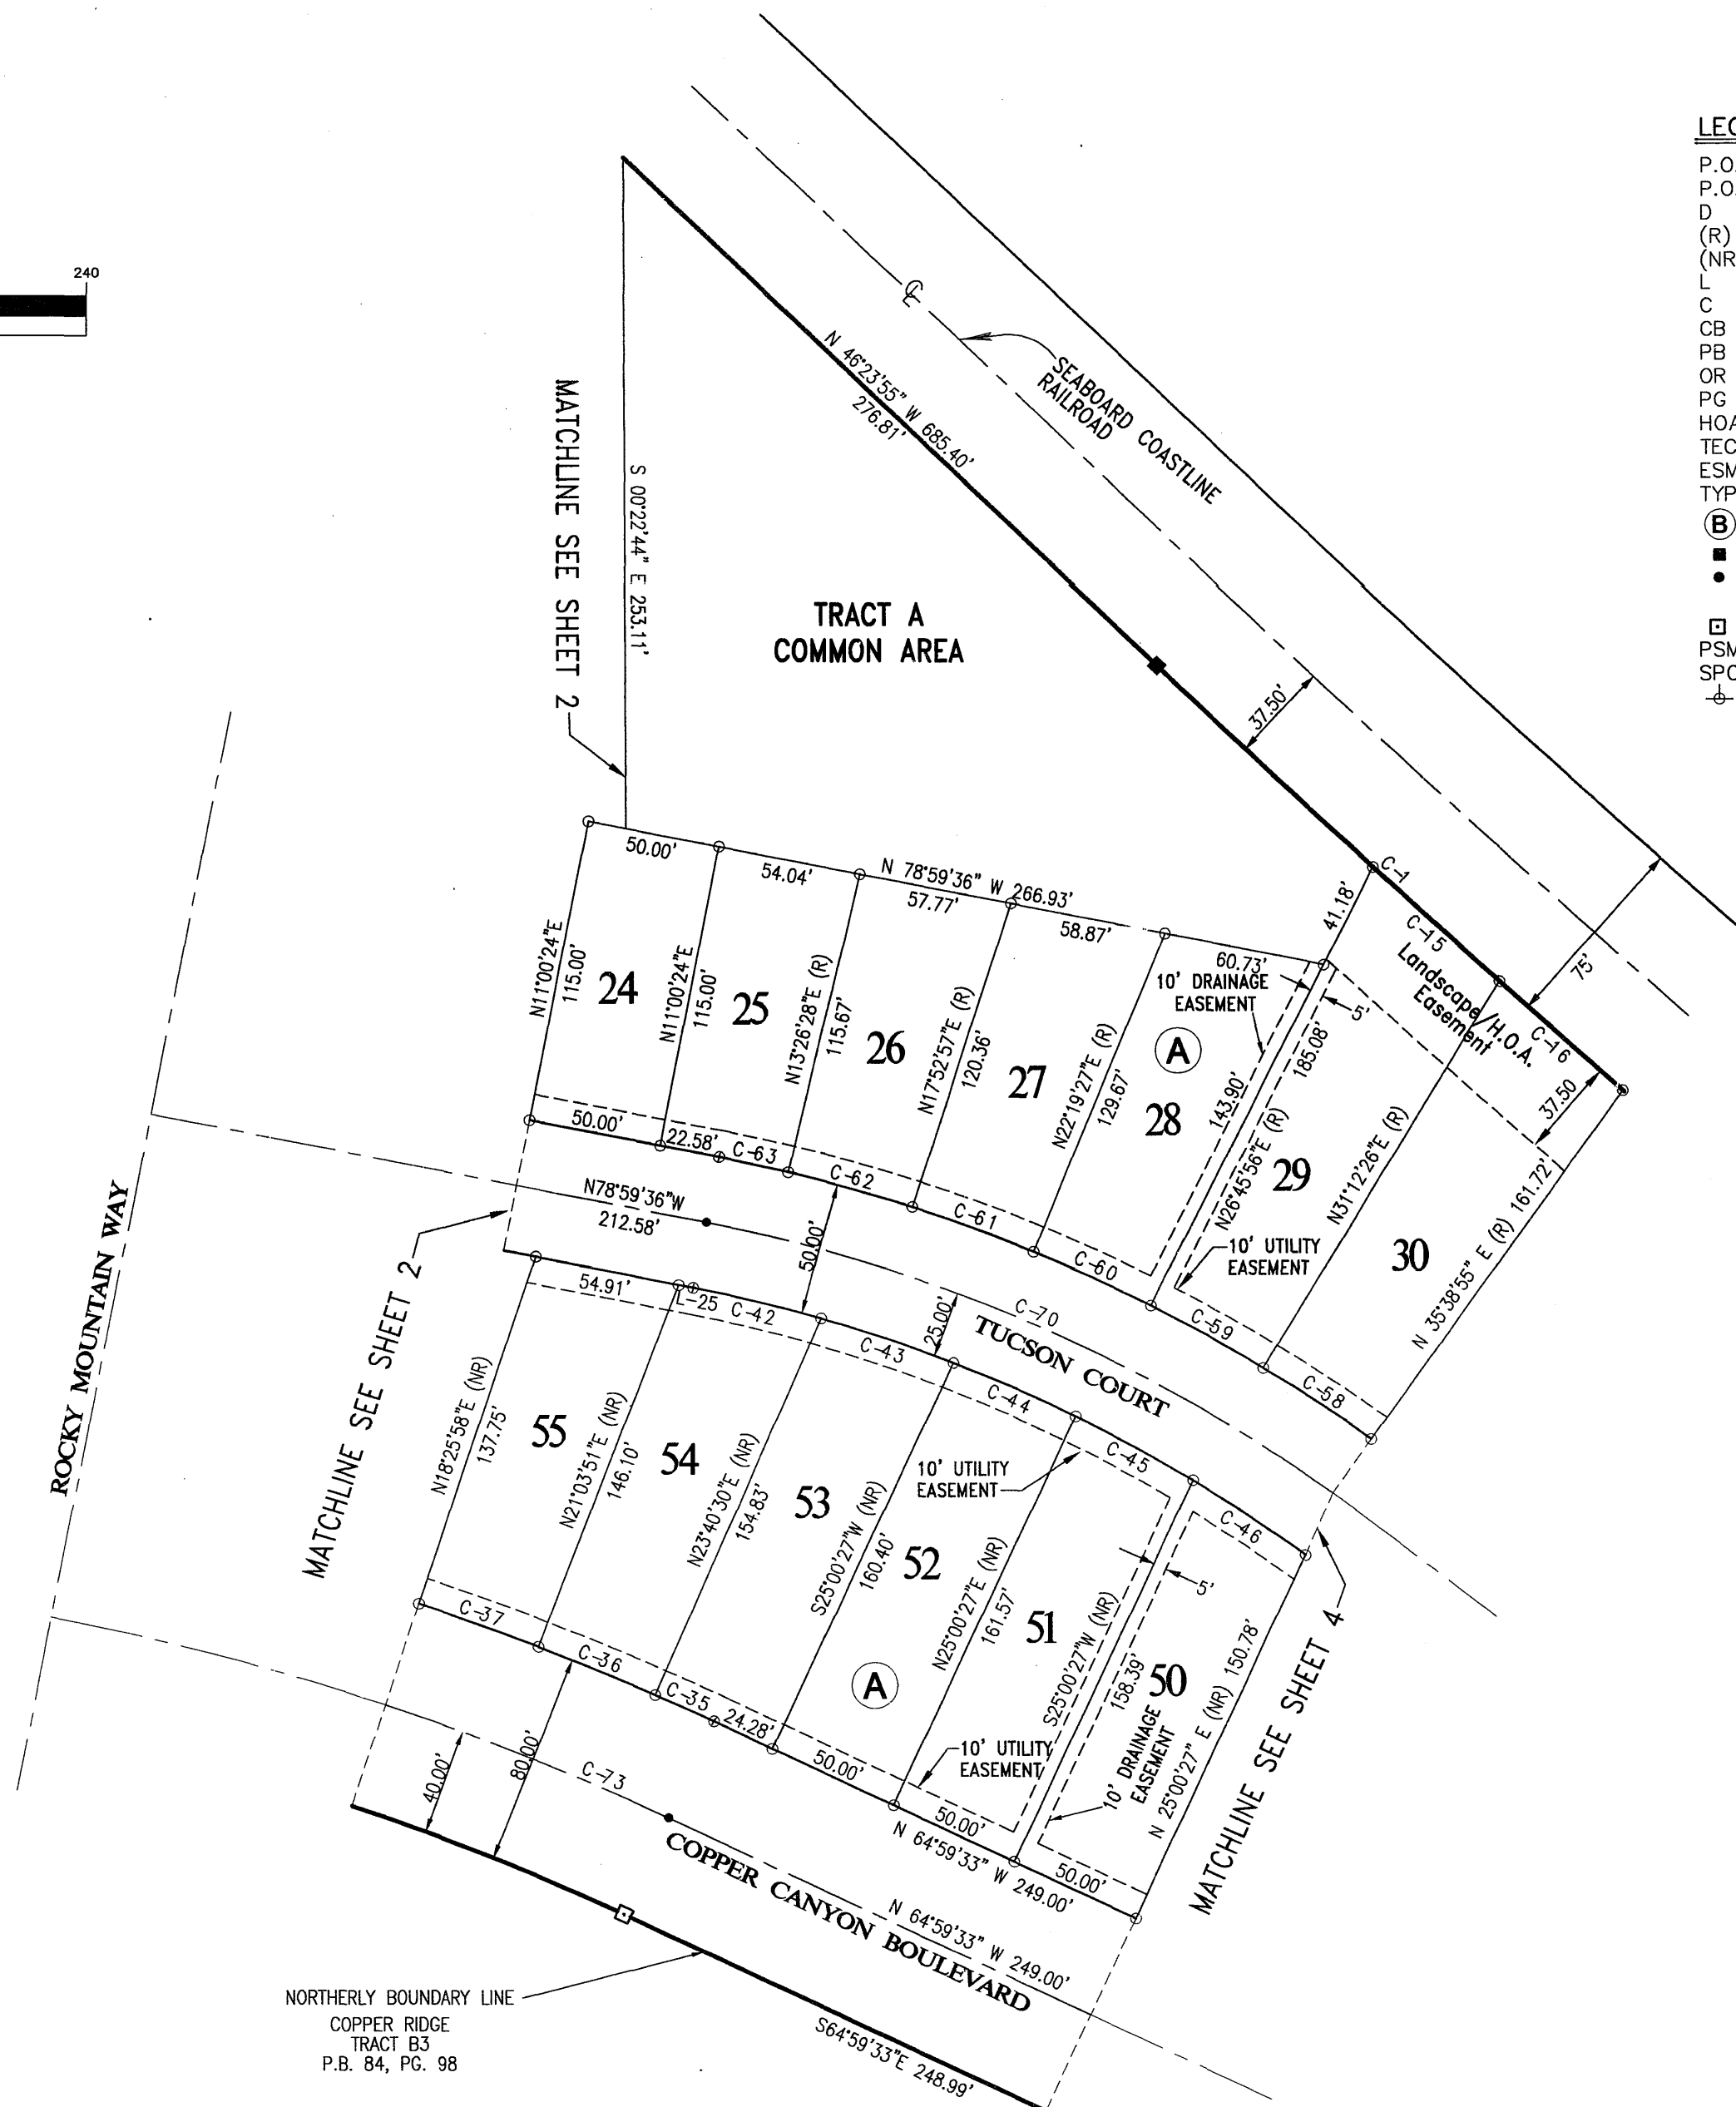 240
LEG
P.O.
P.O.
D
(R)
(NR
L
C
CB
PB
OR
PG
HOA
TEC
ESM
TYP
B
PSM
SPC
MATCHLINE SEE SHEET 2
S 00°22'44" E 253.11'
N 46°23'55" W 685.40'
276.81'
SEABOARD COASTLINE
RAILROAD
TRACT A
COMMON AREA
37.50'
75'
C-1
C-15
C-16
Landscape/H.O.A.
Easement
37.50
41.18'
50.00'
54.04'
N 78°59'36" W 266.93'
57.77'
58.87'
60.73'
10' DRAINAGE
EASEMENT
5'
N11°00'24"E
115.00'
24
N11°00'24"E
115.00'
25
N13°26'28"E (R)
115.67'
26
N17°52'57"E (R)
120.36'
27
N22°19'27"E (R)
129.67'
A
28
143.90'
185.08'
N26°45'56"E (R)
29
N31°12'26"E (R)
30
N 35°38'55" E (R) 161.72'
10' UTILITY
EASEMENT
50.00'
22.58'
C-63
C-62
C-61
C-60
C-59
C-58
N78°59'36"W
212.58'
50.00'
25.00'
C-70
TUCSON COURT
ROCKY MOUNTAIN WAY
MATCHLINE SEE SHEET 2
54.91'
L-25
C-42
C-43
C-44
C-45
C-46
N18°25'58"E (NR)
137.75'
55
N21°03'51"E (NR)
146.10'
54
N23°40'30"E (NR)
154.83'
53
S25°00'27"W (NR)
160.40'
52
10' UTILITY
EASEMENT
N25°00'27"E (NR)
161.57'
51
S25°00'27"W (NR)
158.39'
5'
50
10' DRAINAGE
EASEMENT
N 25°00'27" E (NR) 150.78'
MATCHLINE SEE SHEET 4
A
10' UTILITY
EASEMENT
C-37
C-36
C-35
24.28'
50.00'
50.00'
50.00'
N 64°59'33" W 249.00'
40.00'
80.00'
C-73
COPPER CANYON BOULEVARD
N 64°59'33" W 249.00'
S64°59'33"E 248.99'
NORTHERLY BOUNDARY LINE
COPPER RIDGE
TRACT B3
P.B. 84, PG. 98